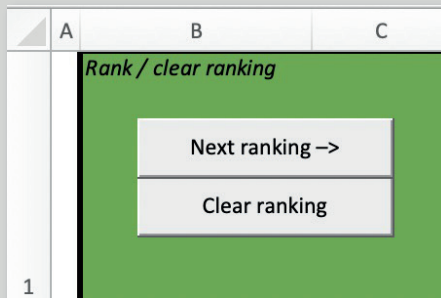 A B C
Rank / clear ranking
Next ranking –>
Clear ranking
1